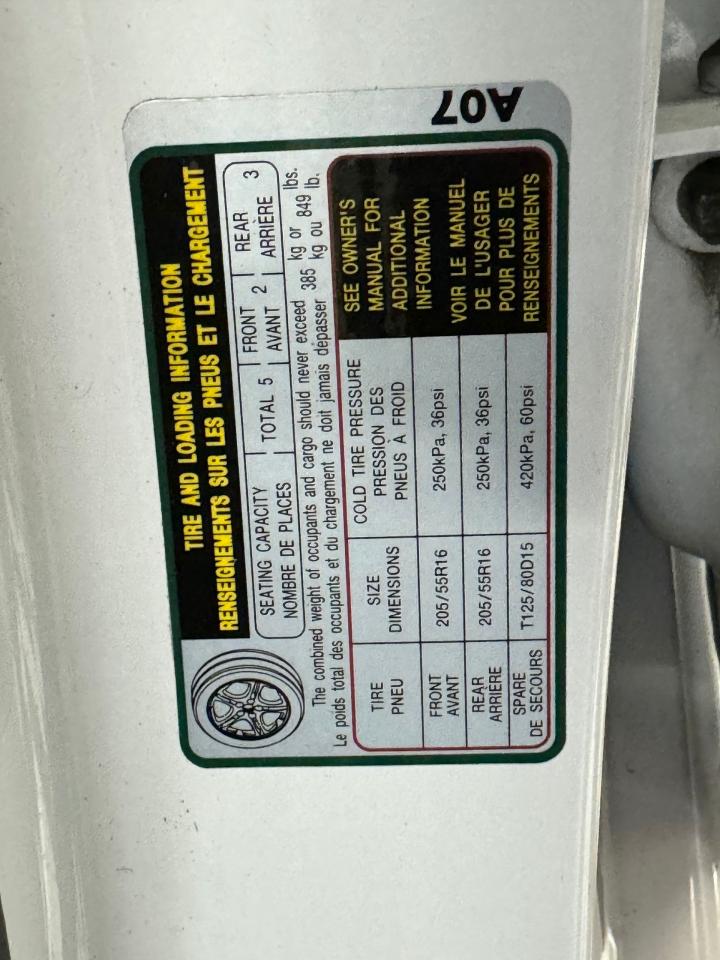 TIRE AND LOADING INFORMATION
RENSEIGNEMENTS SUR LES PNEUS ET LE CHARGEMENT
SEATING CAPACITY TOTAL 5 FRONT 2 REAR 3
NOMBRE DE PLACES AVANT ARRIÈRE
The combined weight of occupants and cargo should never exceed 385 kg or 849 lbs.
Le poids total des occupants et du chargement ne doit jamais dépasser 385 kg ou 849 lb.
TIRE SIZE COLD TIRE PRESSURE
PNEU DIMENSIONS PRESSION DES
PNEUS À FROID
FRONT 205/55R16 250kPa, 36psi
AVANT
REAR 205/55R16 250kPa, 36psi
ARRIÈRE
SPARE T125/80D15 420kPa, 60psi
DE SECOURS
SEE OWNER'S
MANUAL FOR
ADDITIONAL
INFORMATION
VOIR LE MANUEL
DE L'USAGER
POUR PLUS DE
RENSEIGNEMENTS
A07